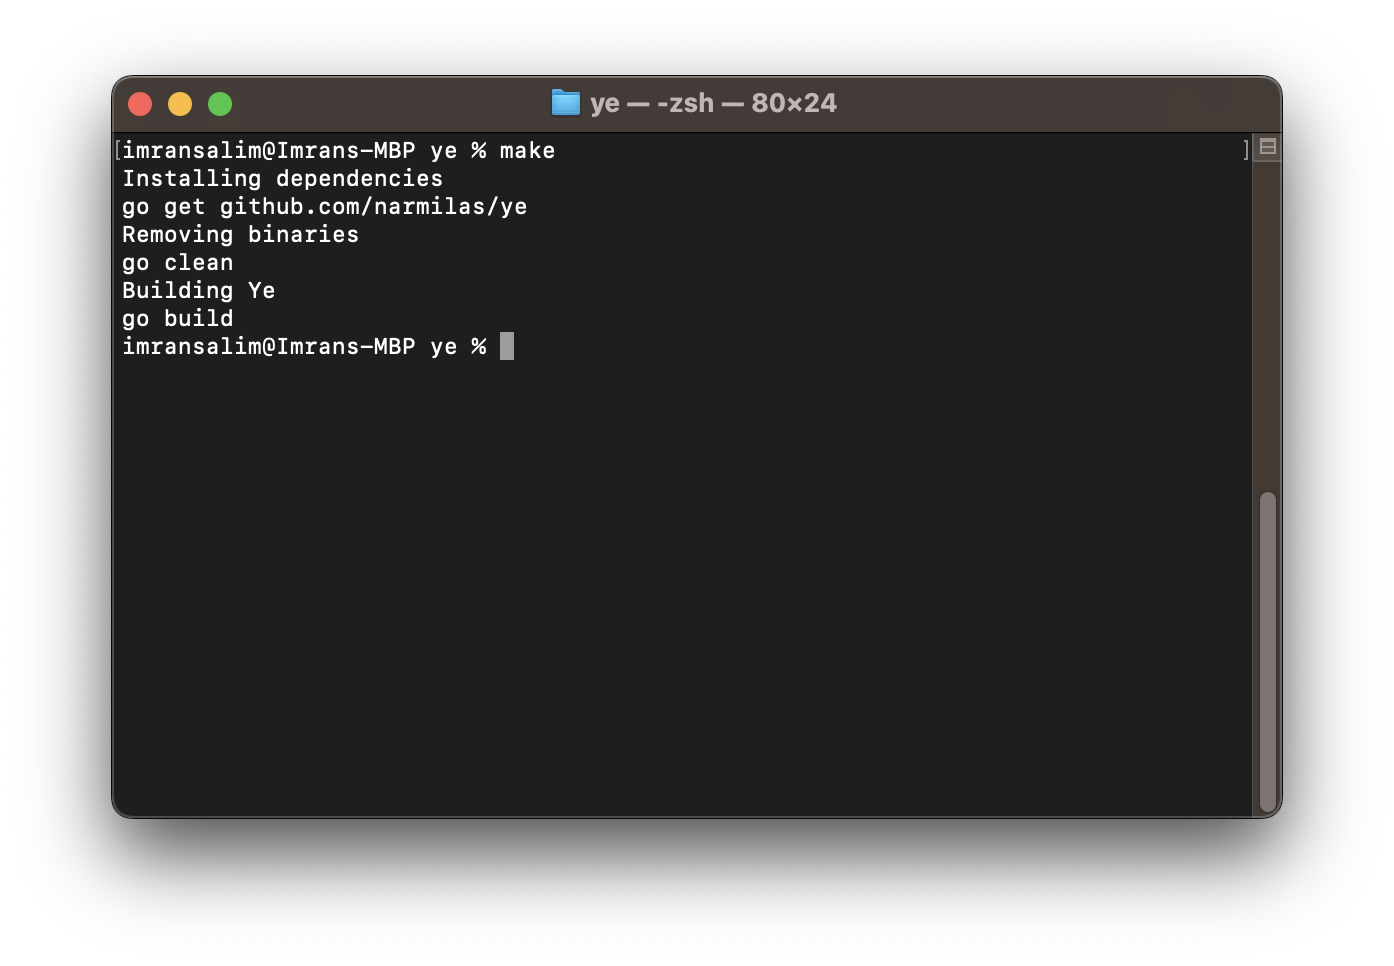 ye — -zsh — 80×24
[imransalim@Imrans-MBP ye % make ]
Installing dependencies
go get github.com/narmilas/ye
Removing binaries
go clean
Building Ye
go build
imransalim@Imrans-MBP ye %